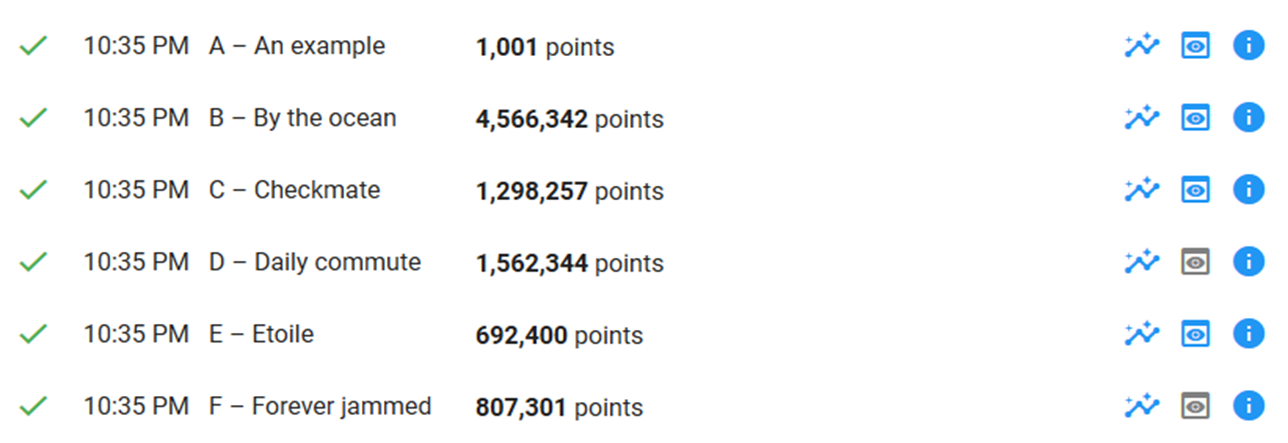 10:35 PM A – An example 1,001 points
10:35 PM B – By the ocean 4,566,342 points
10:35 PM C – Checkmate 1,298,257 points
10:35 PM D – Daily commute 1,562,344 points
10:35 PM E – Etoile 692,400 points
10:35 PM F – Forever jammed 807,301 points